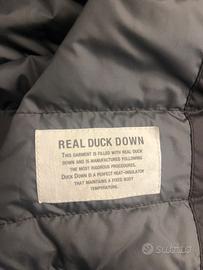 REAL DUCK DOWN
THIS GARMENT IS FILLED WITH REAL DUCK
DOWN AND IS MANUFACTURED FOLLOWING
THE MOST RIGOROUS PROCEDURES.
DUCK DOWN IS A PERFECT HEAT-INSULATOR
THAT MAINTAINS A FIXED BODY
TEMPERATURE.
SUBITO